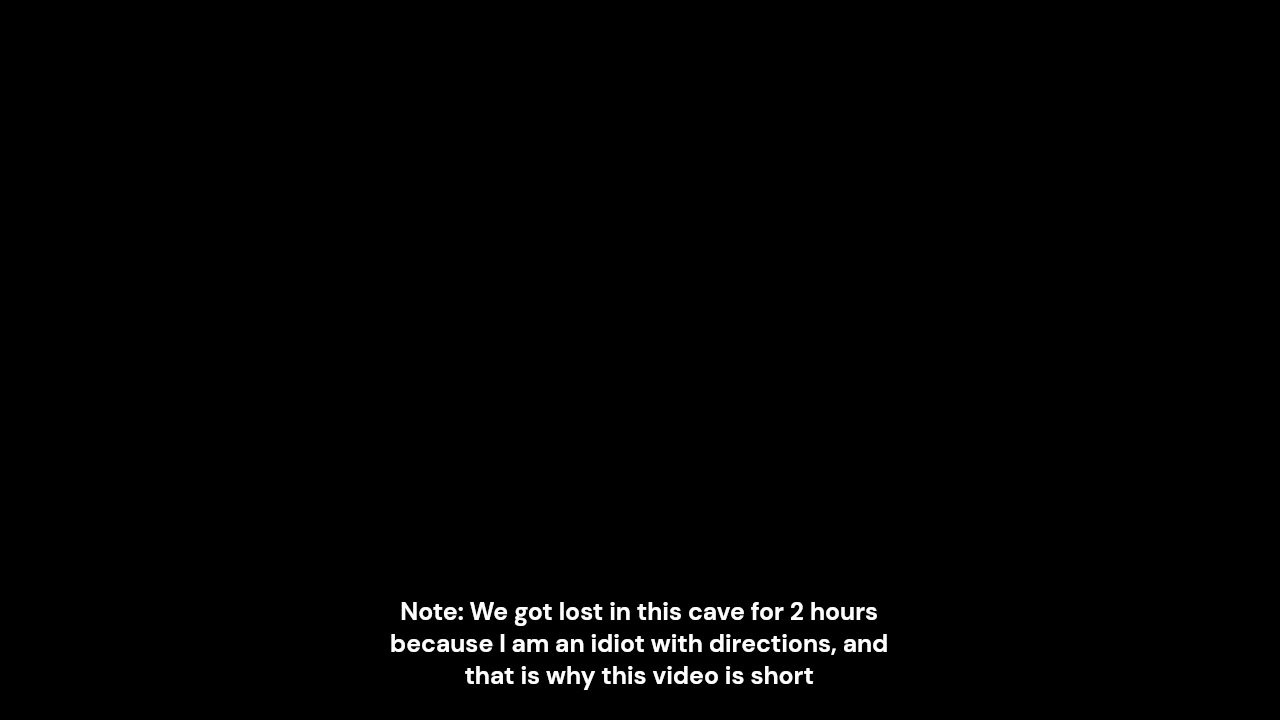 Note: We got lost in this cave for 2 hours
because I am an idiot with directions, and
that is why this video is short